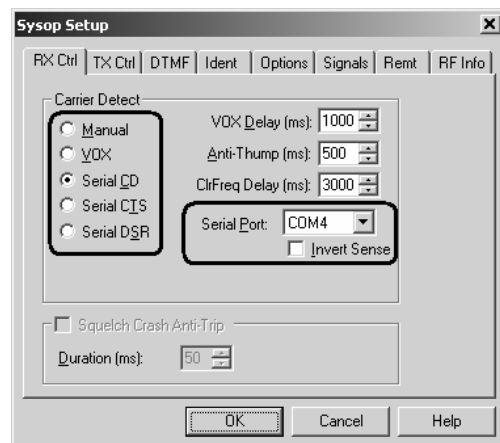 Sysop Setup
RX Ctrl TX Ctrl DTMF Ident Options Signals Remt RF Info
Carrier Detect
Manual
VOX
Serial CD
Serial CTS
Serial DSR
VOX Delay (ms): 1000
Anti-Thump (ms): 500
ClrFreq Delay (ms): 3000
Serial Port: COM4
Invert Sense
Squelch Crash Anti-Trip
Duration (ms): 50
OK Cancel Help